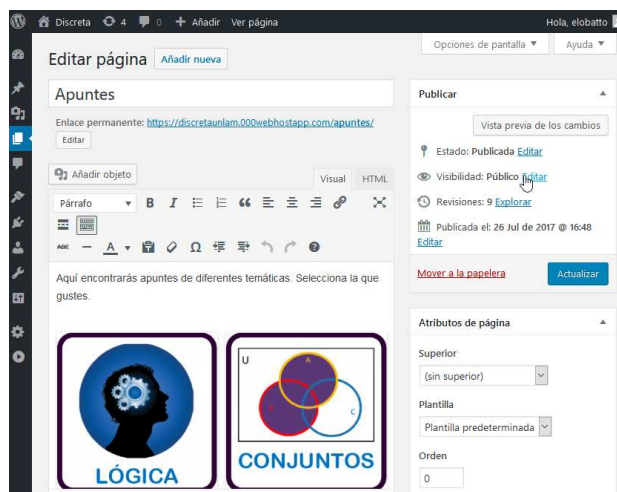 Discreta 4 0 + Añadir Ver página Hola, elobatto
Opciones de pantalla ▼ Ayuda ▼
Editar página Añadir nueva
Apuntes
Enlace permanente: https://discretaunlam.000webhostapp.com/apuntes/
Editar
Añadir objeto
Visual HTML
Párrafo
B I
ABC A Ω
Aquí encontrarás apuntes de diferentes temáticas. Selecciona la que
gustes.
LÓGICA
U
A
C
CONJUNTOS
Publicar
Vista previa de los cambios
Estado: Publicada Editar
Visibilidad: Público Editar
Revisiones: 9 Explorar
Publicada el: 26 Jul de 2017 @ 16:48
Editar
Mover a la papelera Actualizar
Atributos de página
Superior
(sin superior)
Plantilla
Plantilla predeterminada
Orden
0